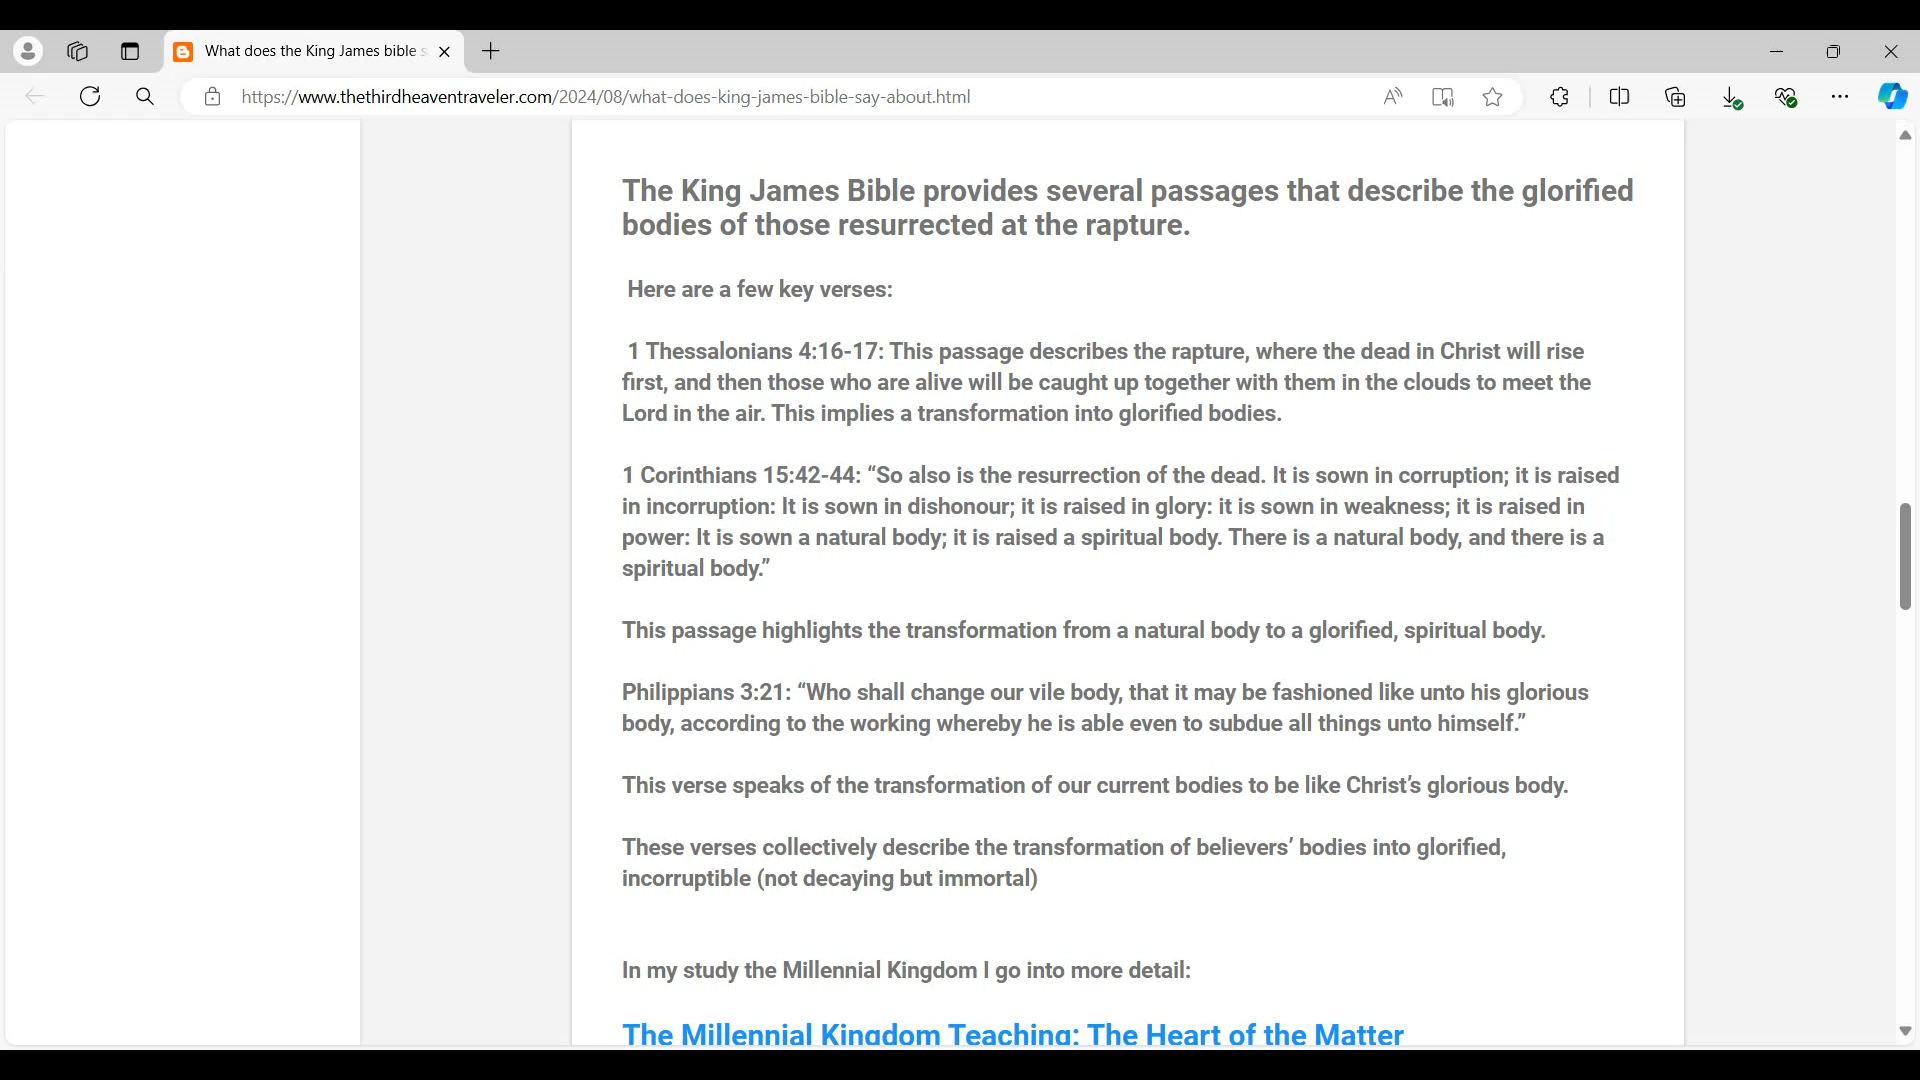 What does the King James bible s
https://www.thethirdheaventraveler.com/2024/08/what-does-king-james-bible-say-about.html
The King James Bible provides several passages that describe the glorified
bodies of those resurrected at the rapture.
Here are a few key verses:
1 Thessalonians 4:16-17: This passage describes the rapture, where the dead in Christ will rise
first, and then those who are alive will be caught up together with them in the clouds to meet the
Lord in the air. This implies a transformation into glorified bodies.
1 Corinthians 15:42-44: “So also is the resurrection of the dead. It is sown in corruption; it is raised
in incorruption: It is sown in dishonour; it is raised in glory: it is sown in weakness; it is raised in
power: It is sown a natural body; it is raised a spiritual body. There is a natural body, and there is a
spiritual body.”
This passage highlights the transformation from a natural body to a glorified, spiritual body.
Philippians 3:21: “Who shall change our vile body, that it may be fashioned like unto his glorious
body, according to the working whereby he is able even to subdue all things unto himself.”
This verse speaks of the transformation of our current bodies to be like Christ’s glorious body.
These verses collectively describe the transformation of believers’ bodies into glorified,
incorruptible (not decaying but immortal)
In my study the Millennial Kingdom I go into more detail:
The Millennial Kingdom Teaching: The Heart of the Matter